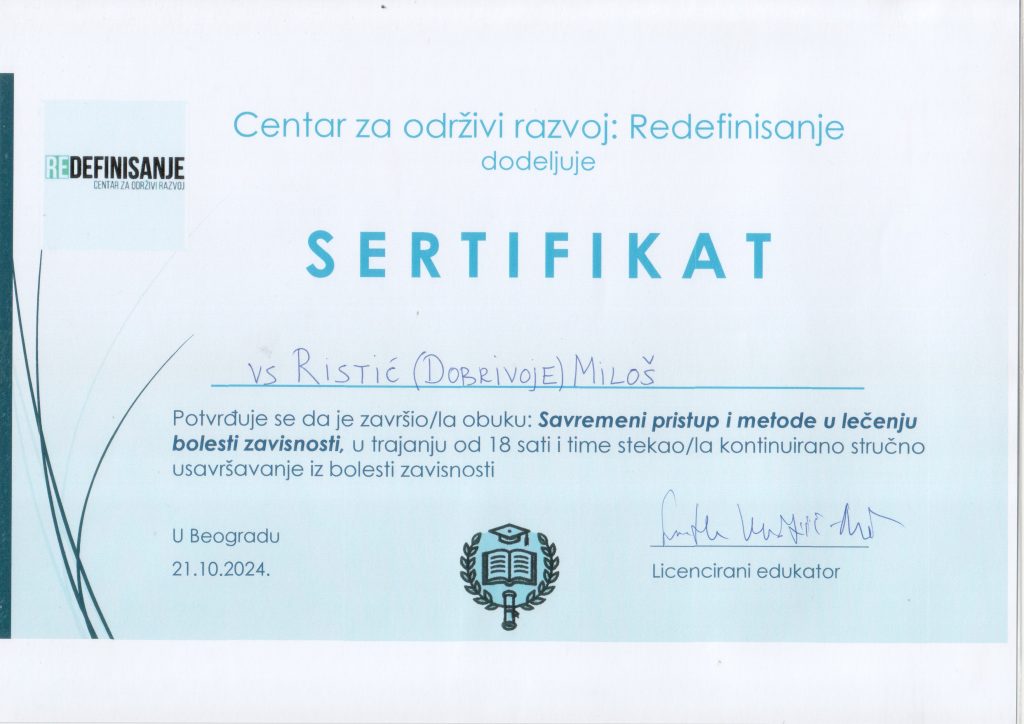 Centar za održivi razvoj: Redefinisanje
dodeljuje
REDEFINISANJE
CENTAR ZA ODRŽIVI RAZVOJ
SERTIFIKAT
vs RISTIĆ (DOBRIVOJE) MILOŠ
Potvrđuje se da je završio/la obuku: Savremeni pristup i metode u lečenju
bolesti zavisnosti, u trajanju od 18 sati i time stekao/la kontinuirano stručno
usavršavanje iz bolesti zavisnosti
U Beogradu
21.10.2024.
Licencirani edukator